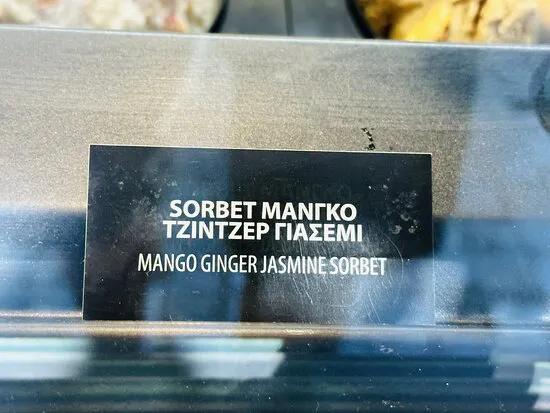 SORBET ΜΑΝΓΚΟ
ΤΖΙΝΤΖΕΡ ΓΙΑΣΕΜΙ
MANGO GINGER JASMINE SORBET